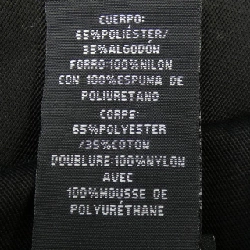 CUERPO:
65%POLIÉSTER/
35%ALGODÓN
FORRO:100%NILON
CON 100%ESPUMA DE
POLIURETANO
CORPS:
65%POLYESTER
/35%COTON
DOUBLURE:100%NYLON
AVEC
100%MOUSSE DE
POLYURÉTHANE